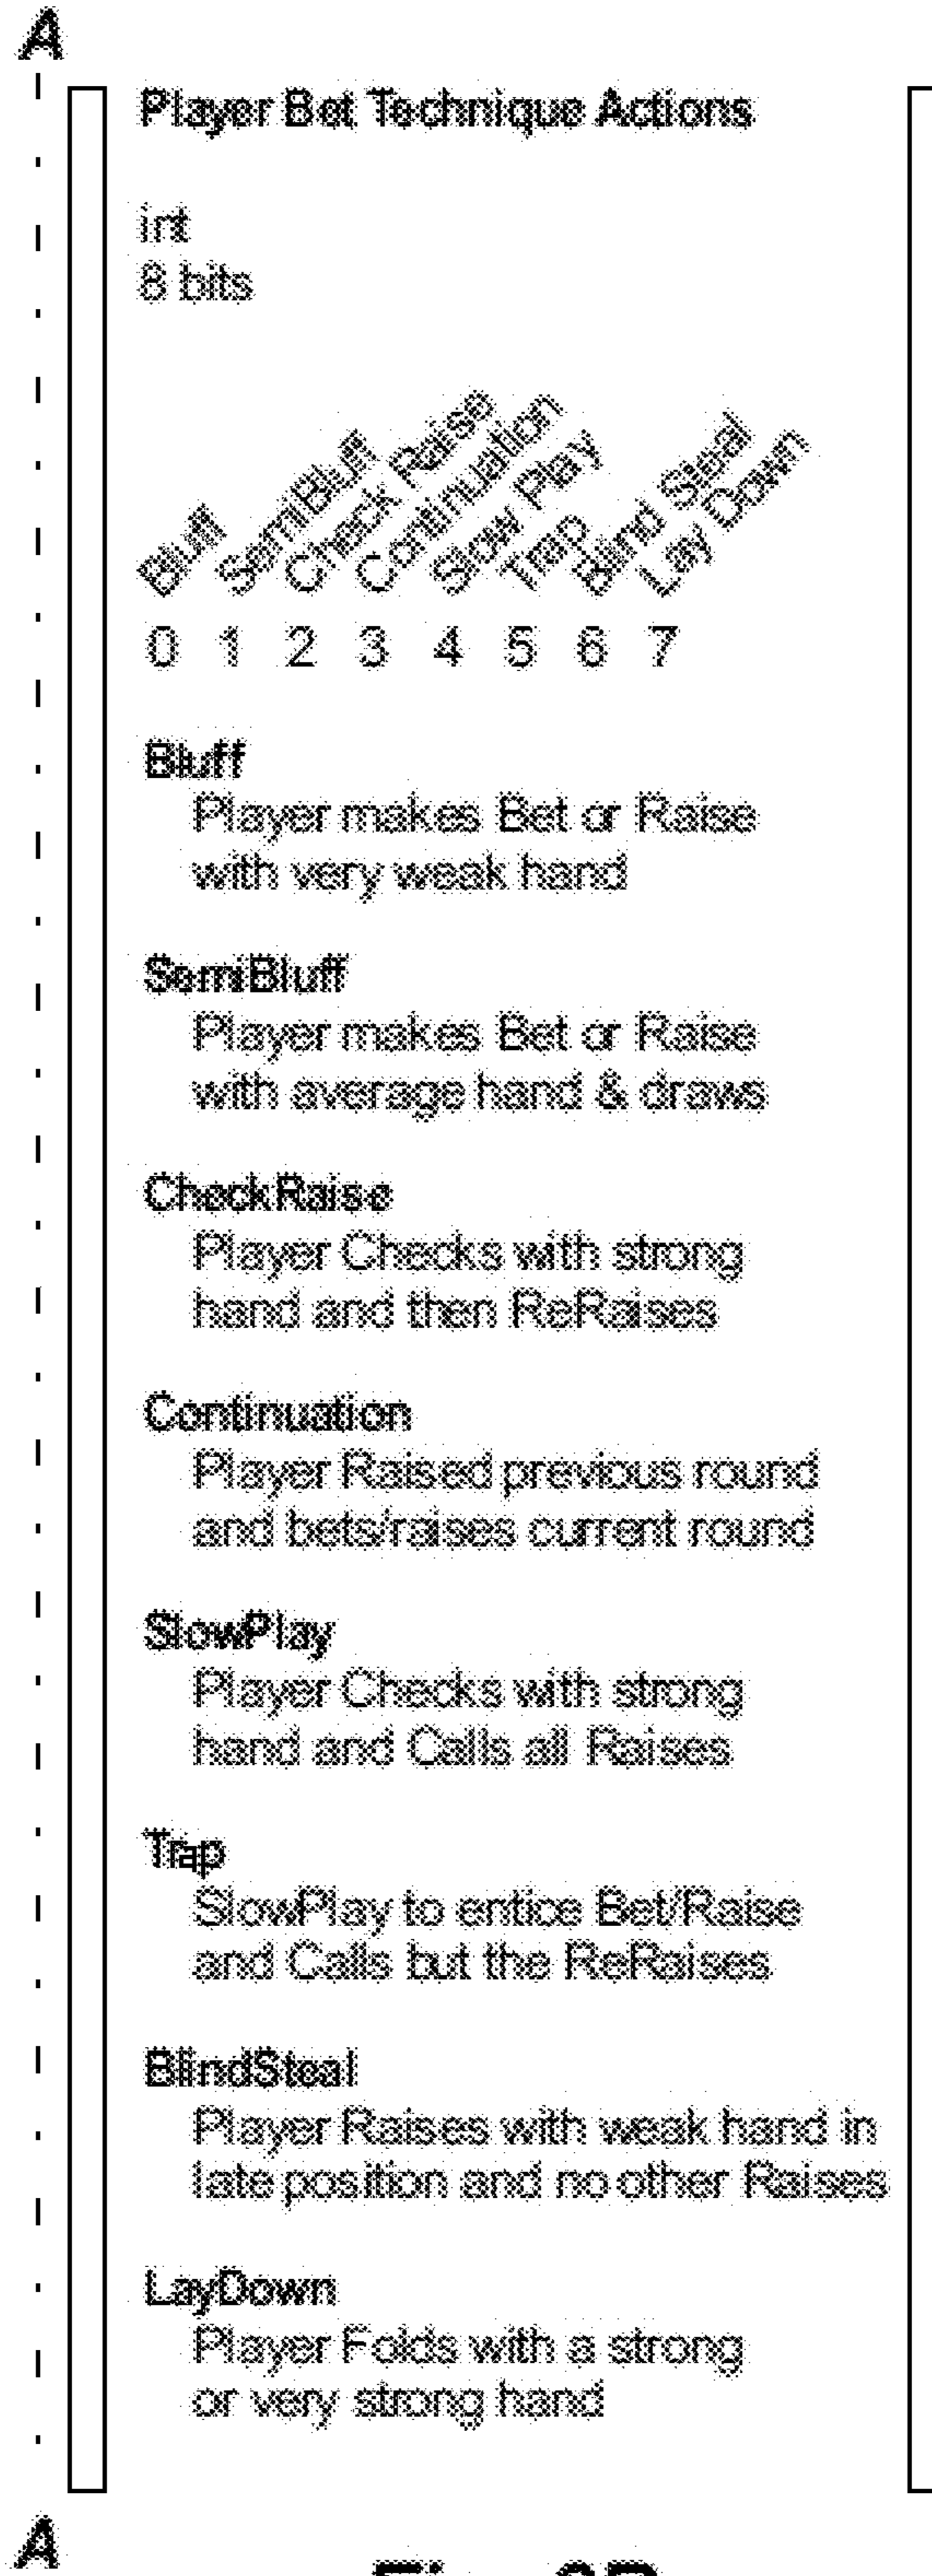 A
Player Bet Technique Actions
int
8 bits
Bluff
SemiBluff
Check Raise
Continuation
Slow Play
Trap
Blind Steal
Lay Down
0 1 2 3 4 5 6 7
Bluff
Player makes Bet or Raise
with very weak hand
SemiBluff
Player makes Bet or Raise
with average hand & draws
CheckRaise
Player Checks with strong
hand and then ReRaises
Continuation
Player Raised previous round
and bets/raises current round
SlowPlay
Player Checks with strong
hand and Calls all Raises
Trap
SlowPlay to entice Bet/Raise
and Calls but the ReRaises
BlindSteal
Player Raises with weak hand in
late position and no other Raises
LayDown
Player Folds with a strong
or very strong hand
A